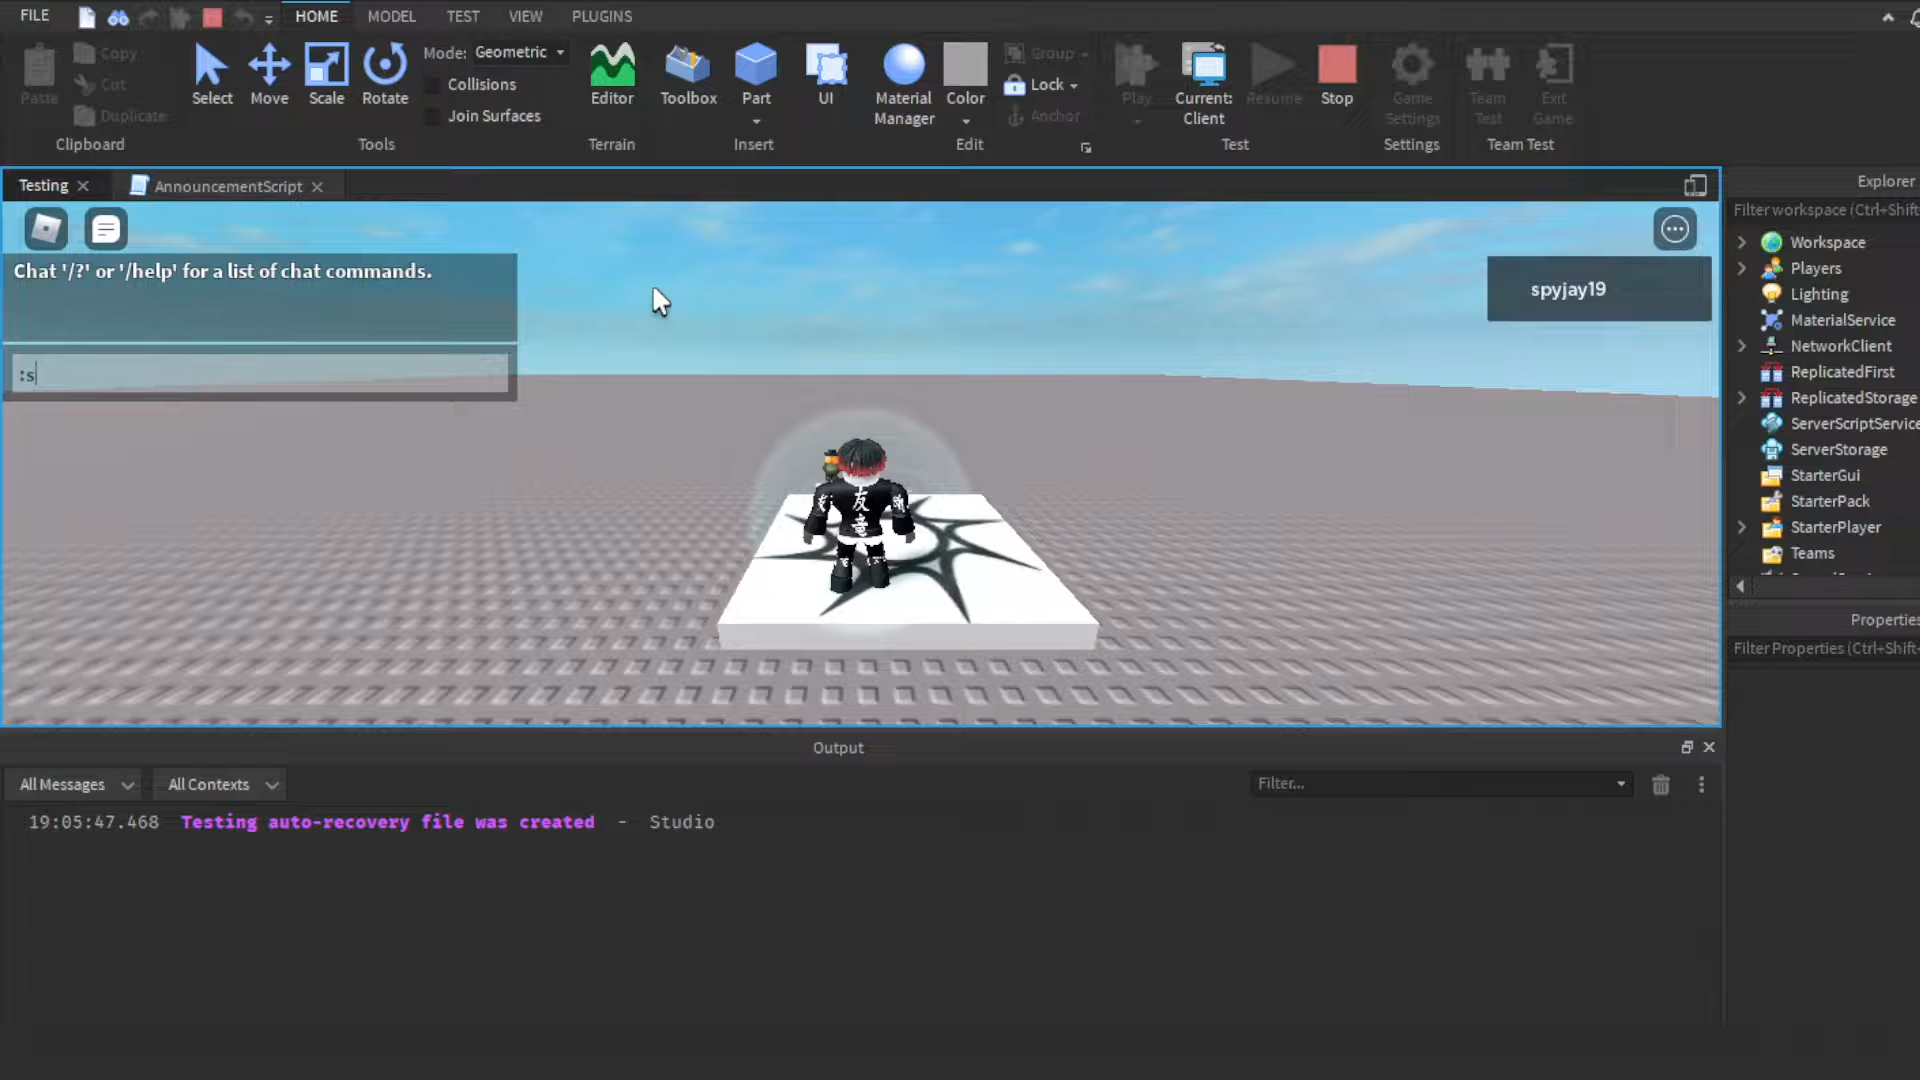 FILE
HOME
MODEL
TEST
VIEW
PLUGINS
Paste
Copy
Cut
Duplicate
Clipboard
Select
Move
Scale
Rotate
Mode: Geometric
Collisions
Join Surfaces
Tools
Editor
Terrain
Toolbox
Part
UI
Insert
Material
Manager
Color
Group
Lock
Anchor
Edit
Play
Current:
Client
Resume
Stop
Test
Game
Settings
Settings
Team
Test
Exit
Game
Team Test
Testing
AnnouncementScript
Chat '/?' or '/help' for a list of chat commands.
:s
spyjay19
友
竜
Explorer
Filter workspace (Ctrl+Shift
Workspace
Players
Lighting
MaterialService
NetworkClient
ReplicatedFirst
ReplicatedStorage
ServerScriptService
ServerStorage
StarterGui
StarterPack
StarterPlayer
Teams
Properties
Filter Properties (Ctrl+Shift+
Output
All Messages
All Contexts
Filter...
19:05:47.468 Testing auto-recovery file was created - Studio